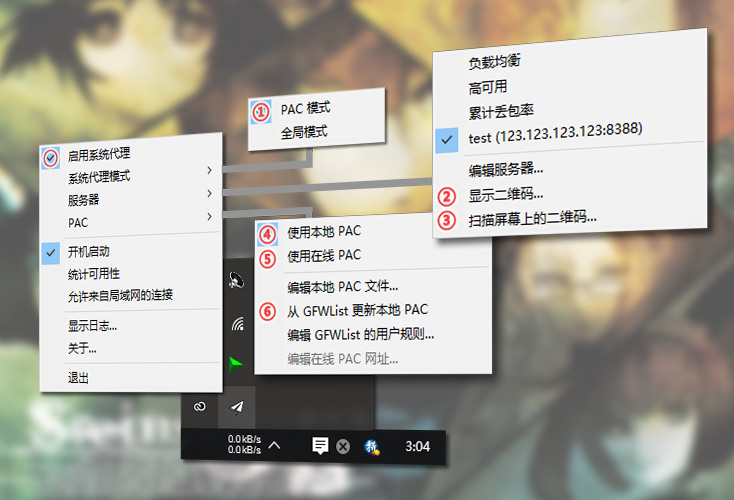 启用系统代理
系统代理模式
服务器
PAC
开机启动
统计可用性
允许来自局域网的连接
显示日志...
关于...
退出
① PAC 模式
全局模式
负载均衡
高可用
累计丢包率
test (123.123.123.123:8388)
编辑服务器...
② 显示二维码...
③ 扫描屏幕上的二维码...
④ 使用本地 PAC
⑤ 使用在线 PAC
编辑本地 PAC 文件...
⑥ 从 GFWList 更新本地 PAC
编辑 GFWList 的用户规则...
编辑在线 PAC 网址...
0.0 kB/s
0.0 kB/s
3:04